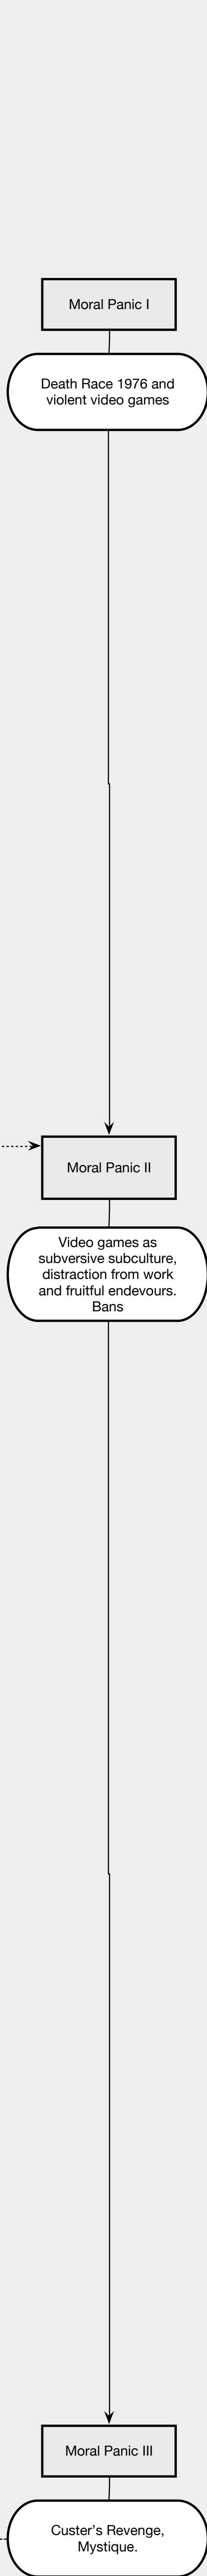 Moral Panic I
Death Race 1976 and
violent video games
Moral Panic II
Video games as
subversive subculture,
distraction from work
and fruitful endevours.
Bans
Moral Panic III
Custer's Revenge,
Mystique.